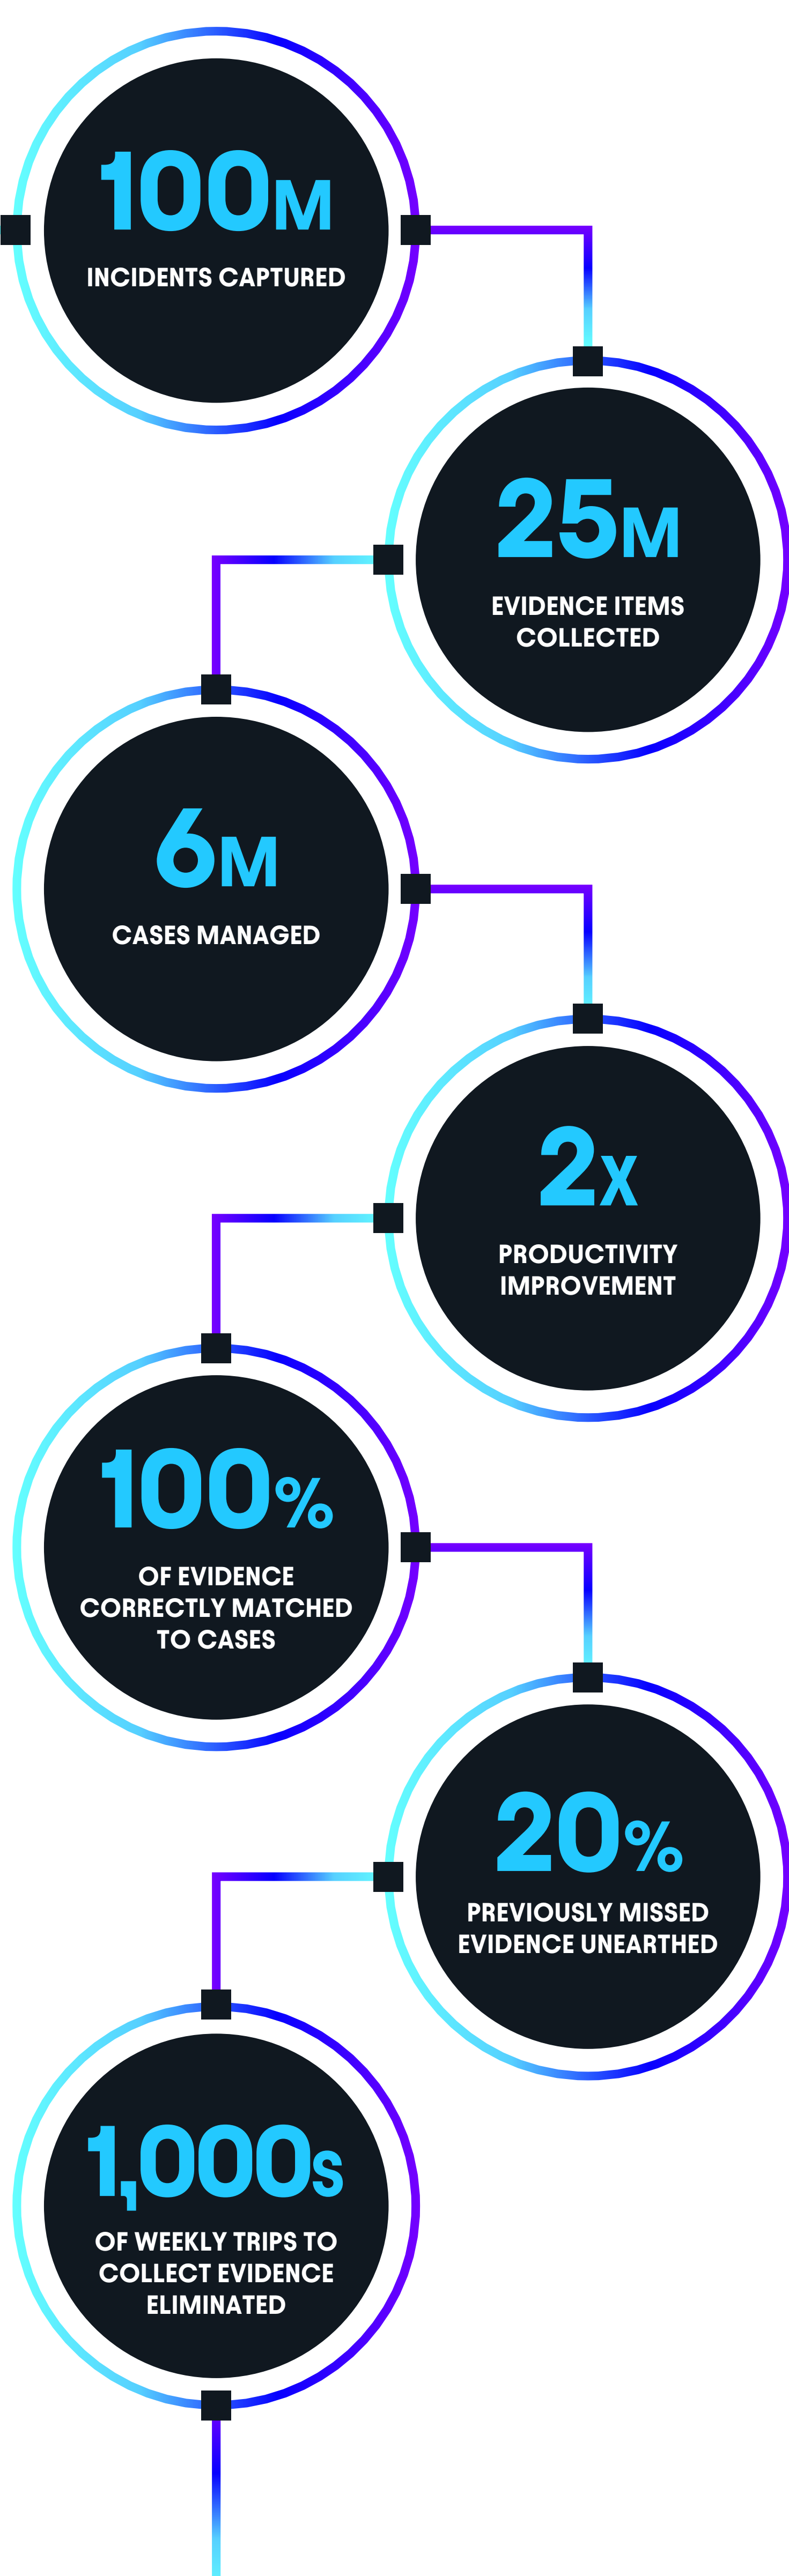 100M
INCIDENTS CAPTURED
25M
EVIDENCE ITEMS
COLLECTED
6M
CASES MANAGED
2X
PRODUCTIVITY
IMPROVEMENT
100%
OF EVIDENCE
CORRECTLY MATCHED
TO CASES
20%
PREVIOUSLY MISSED
EVIDENCE UNEARTHED
1,000S
OF WEEKLY TRIPS TO
COLLECT EVIDENCE
ELIMINATED